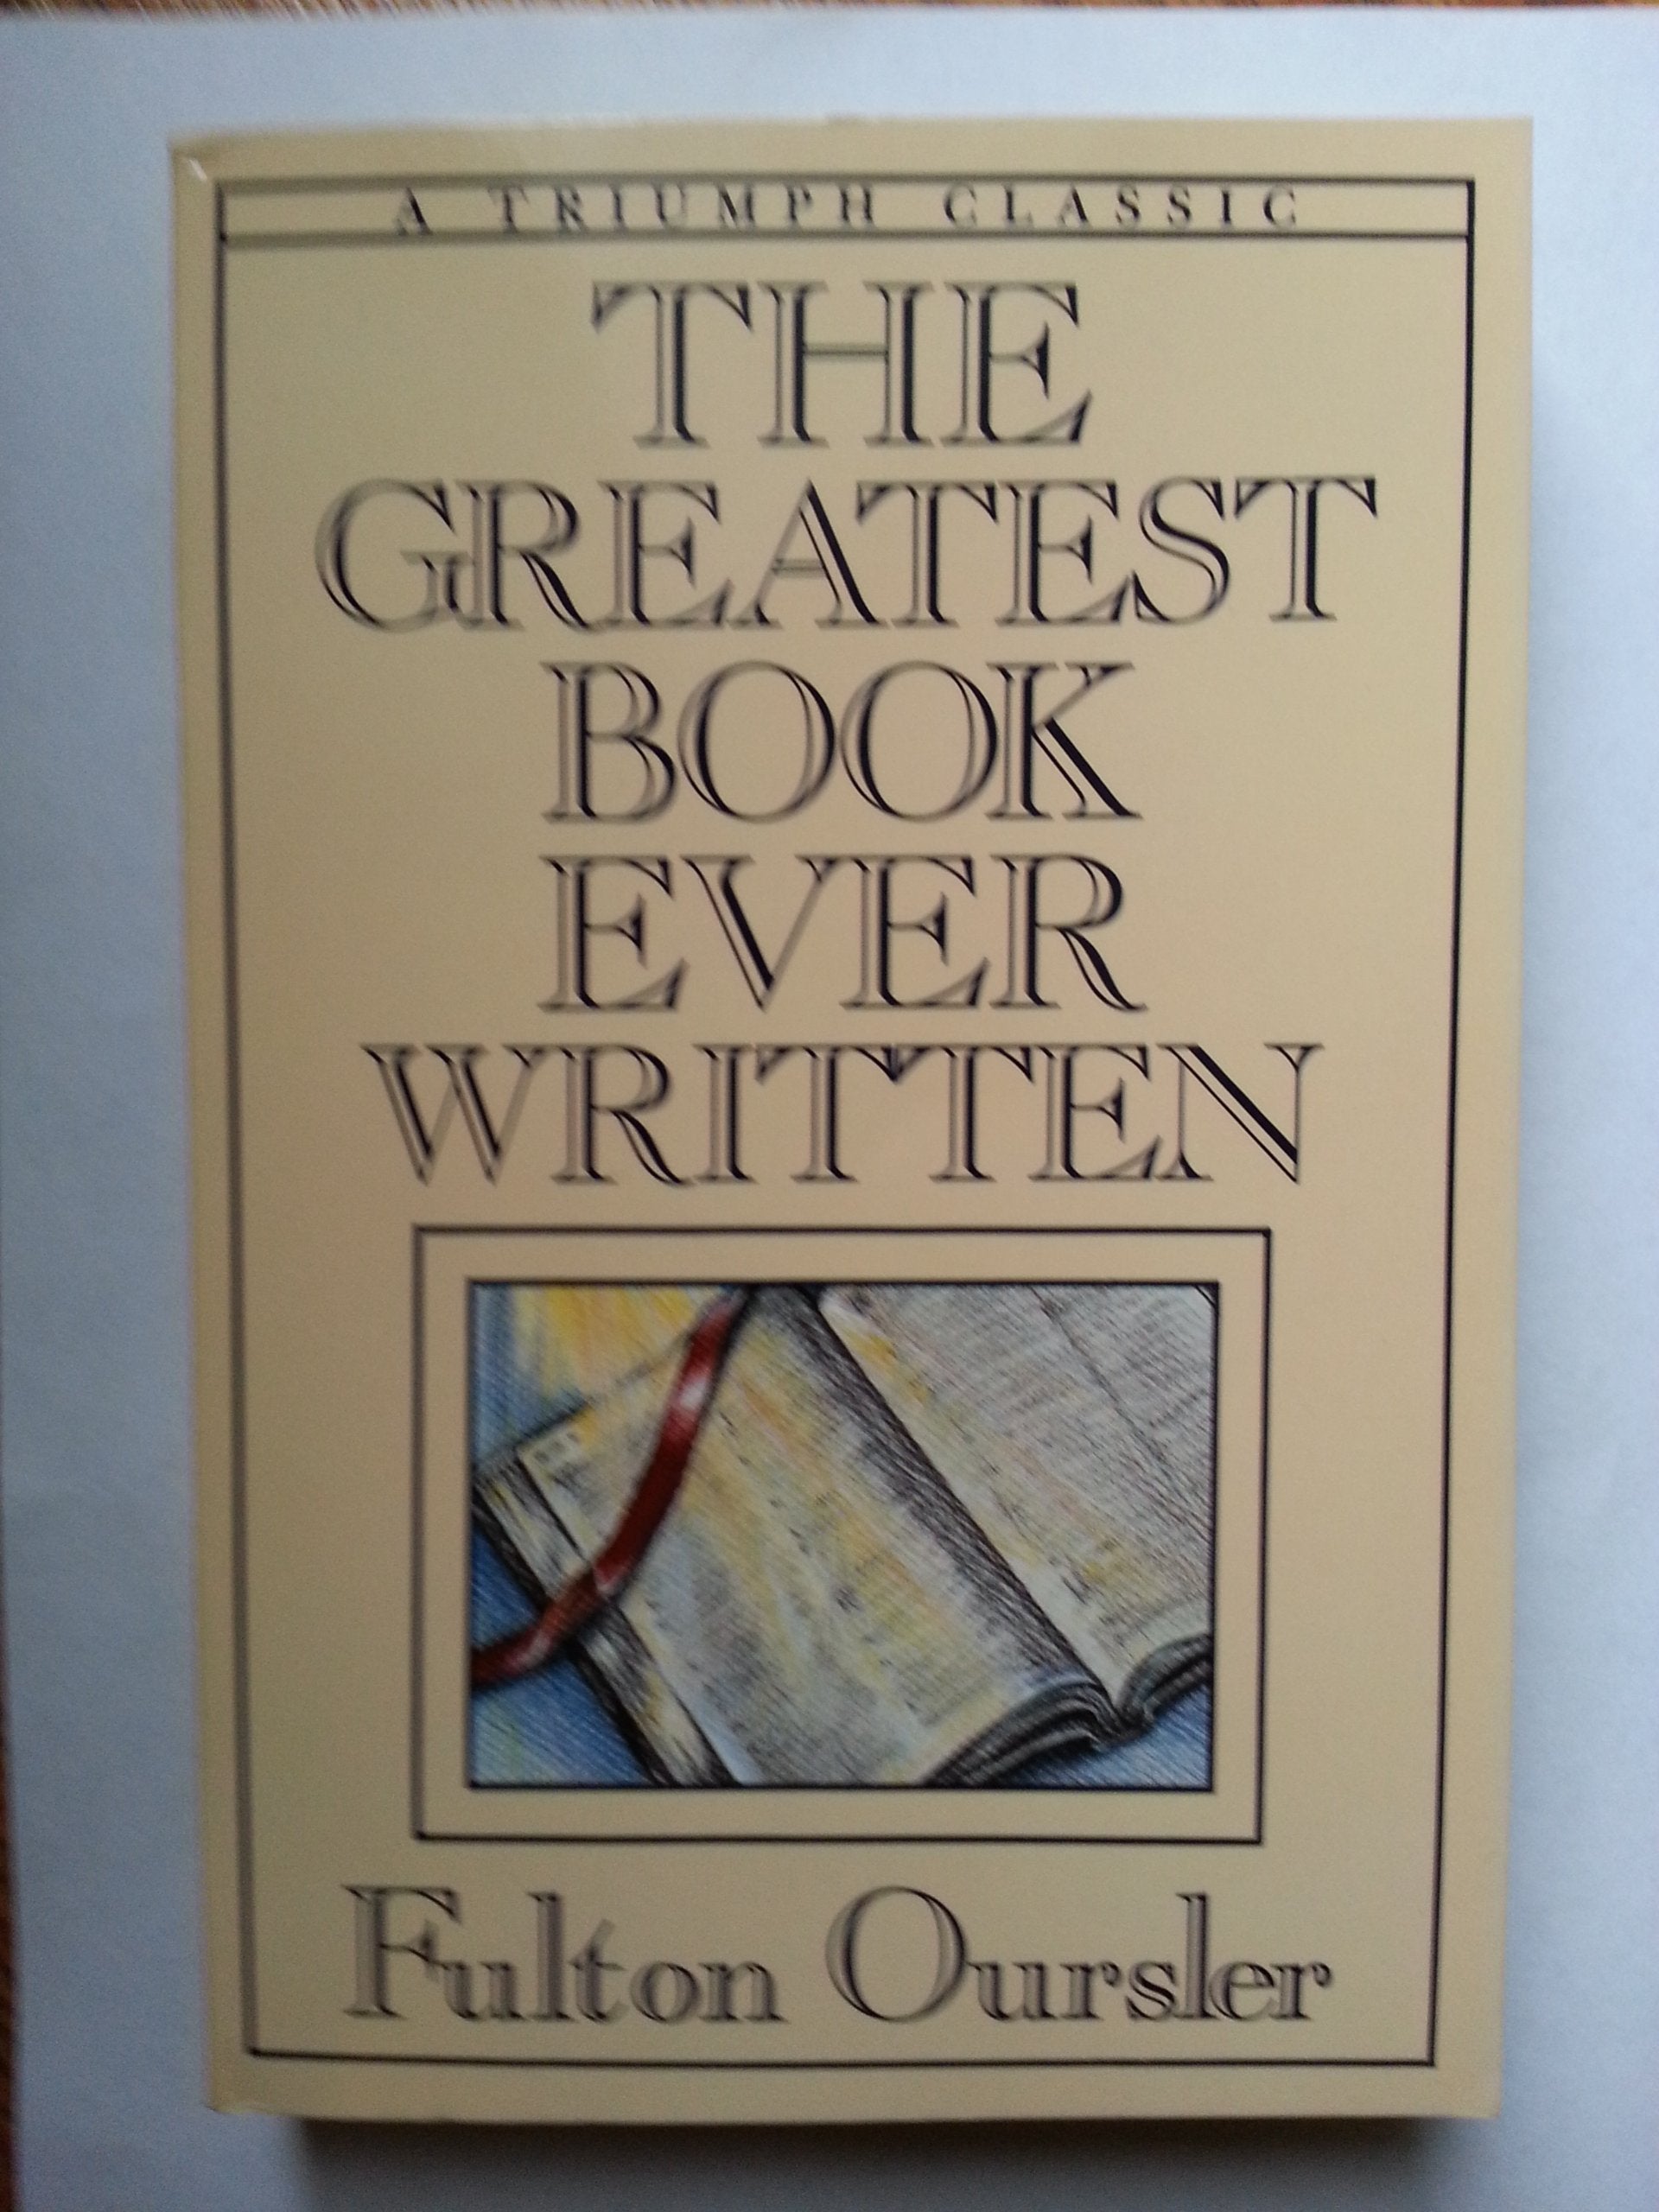 A TRIUMPH CLASSIC
THE
GREATEST
BOOK
EVER
WRITTEN
Fulton Oursler